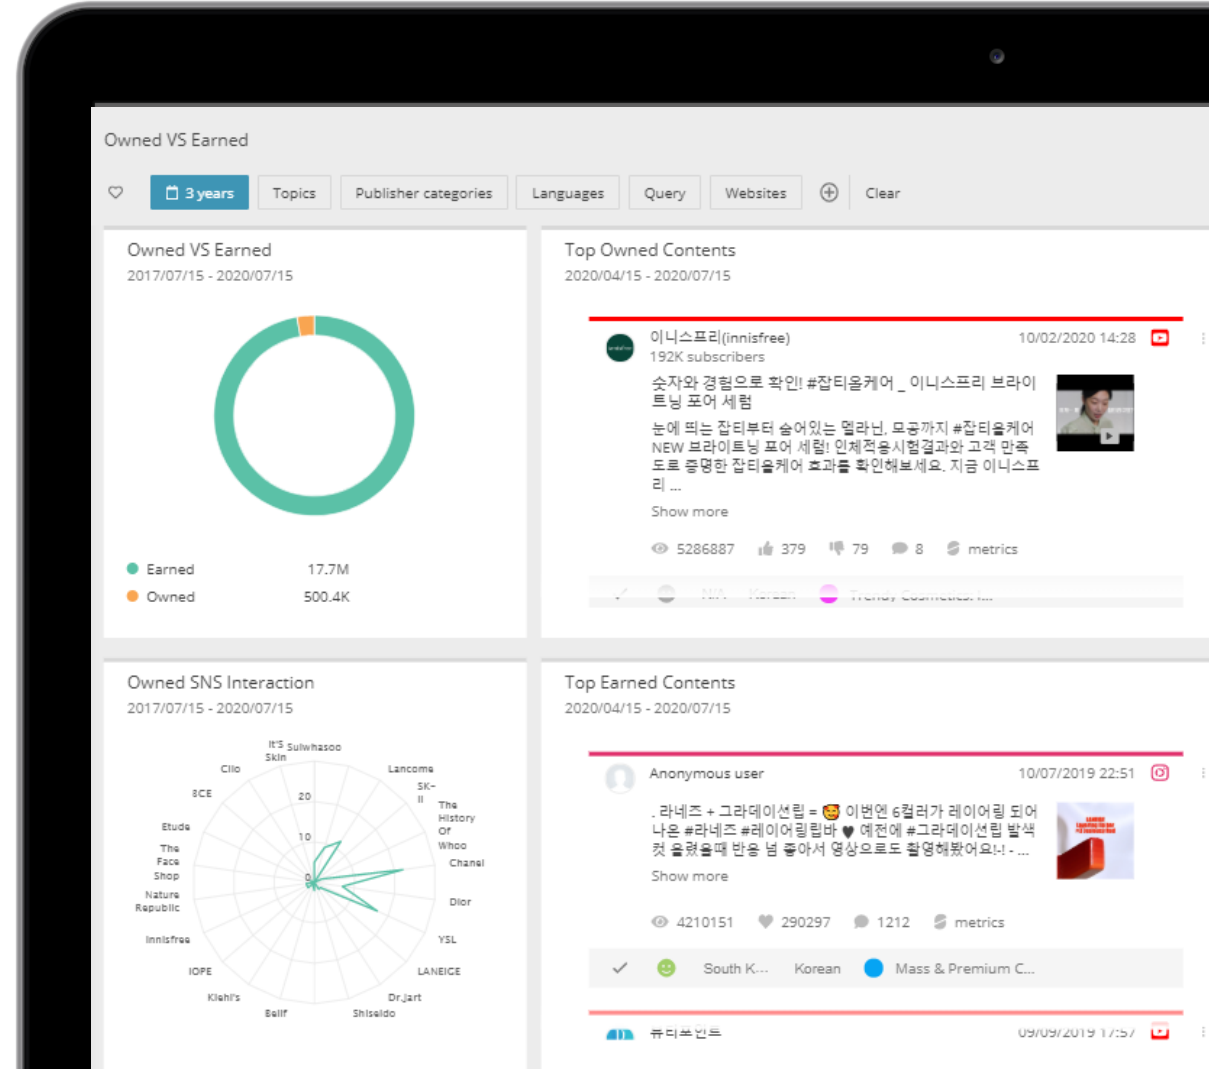 Owned VS Earned
3 years
Topics
Publisher categories
Languages
Query
Websites
Clear
Owned VS Earned
2017/07/15 - 2020/07/15
Earned 17.7M
Owned 500.4K
Top Owned Contents
2020/04/15 - 2020/07/15
이니스프리(innisfree)
10/02/2020 14:28
192K subscribers
숫자와 경험으로 확인! #잡티올케어 _ 이니스프리 브라이
트닝 포어 세럼
눈에 띄는 잡티부터 숨어있는 멜라닌, 모공까지 #잡티올케어
NEW 브라이트닝 포어 세럼! 인체적용시험결과와 고객 만족
도로 증명한 잡티올케어 효과를 확인해보세요. 지금 이니스프
리 ...
Show more
5286887 379 79 8 metrics
N/A Korean Trendy Cosmetics. I...
Owned SNS Interaction
2017/07/15 - 2020/07/15
Sulwhasoo
Lancome
SK-
II
The
History
Of
Whoo
Chanel
Dior
YSL
LANEIGE
Dr.Jart
Shiseido
Belif
Kiehl's
IOPE
Innisfree
Nature
Republic
The
Face
Shop
Etude
3CE
Clio
It'S
Skin
20
10
0
Top Earned Contents
2020/04/15 - 2020/07/15
Anonymous user
10/07/2019 22:51
. 라네즈 + 그라데이션립 = 🥰 이번엔 6컬러가 레이어링 되어
나온 #라네즈 #레이어링립바 ♥ 예전에 #그라데이션립 발색
컷 올렸을때 반응 넘 좋아서 영상으로도 촬영해봤어요!-! - ...
Show more
4210151 290297 1212 metrics
South K... Korean Mass & Premium C...
뷰티포인트
09/09/2019 17:57